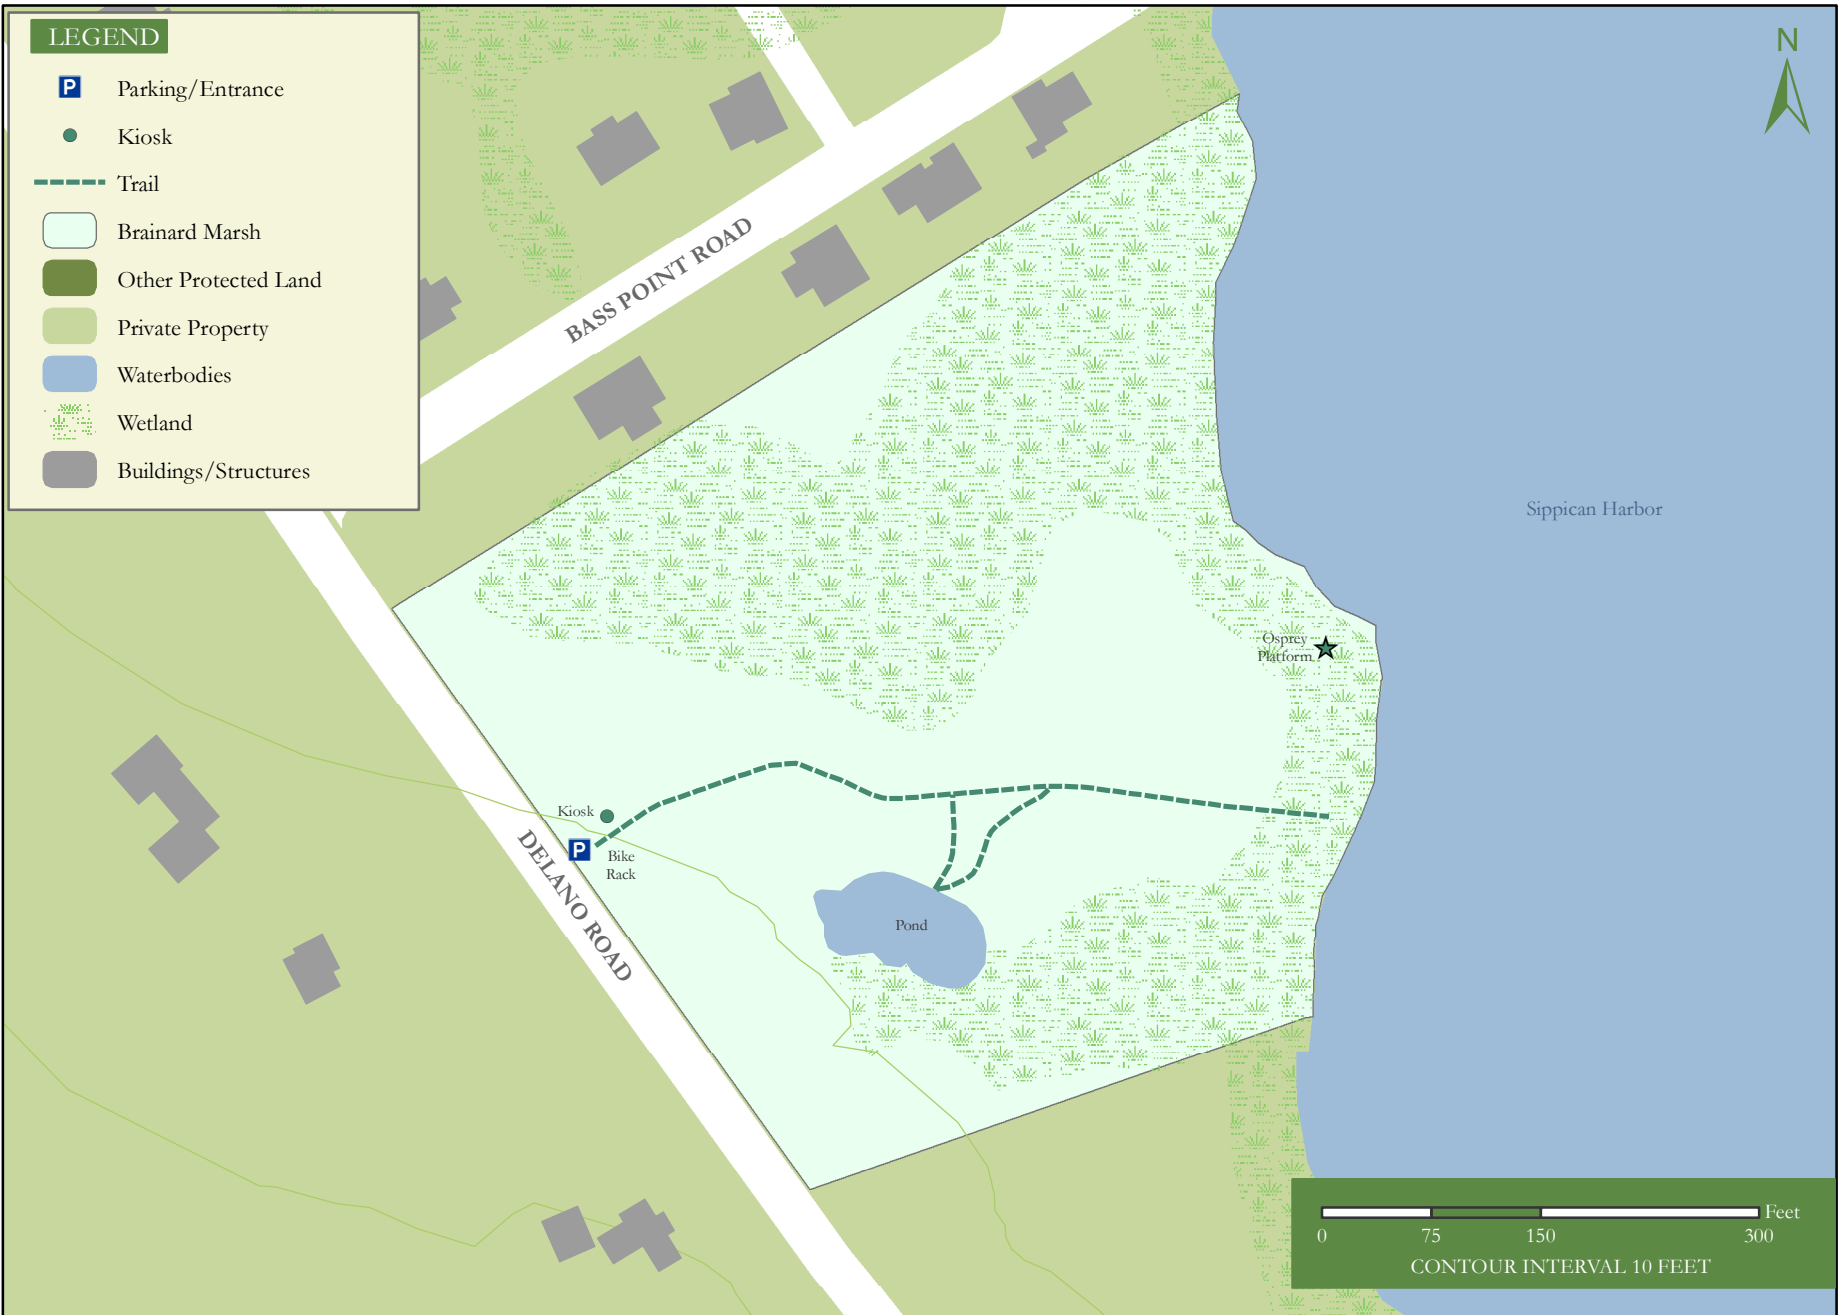 LEGEND
P Parking/Entrance
Kiosk
Trail
Brainard Marsh
Other Protected Land
Private Property
Waterbodies
Wetland
Buildings/Structures
N
BASS POINT ROAD
Sippican Harbor
Osprey
Platform
Kiosk
P
Bike
Rack
DELANO ROAD
Pond
Feet
0 75 150 300
CONTOUR INTERVAL 10 FEET